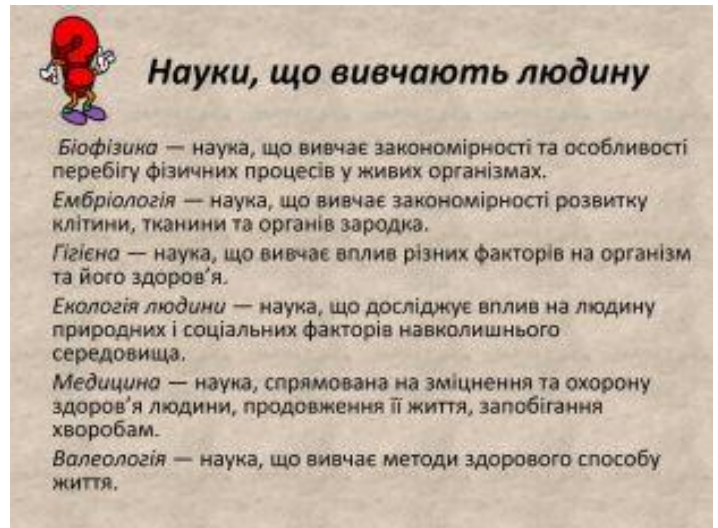 Науки, що вивчають людину
Біофізика — наука, що вивчає закономірності та особливості
перебігу фізичних процесів у живих організмах.
Ембріологія — наука, що вивчає закономірності розвитку
клітини, тканини та органів зародка.
Гігієна — наука, що вивчає вплив різних факторів на організм
та його здоров’я.
Екологія людини — наука, що досліджує вплив на людину
природних і соціальних факторів навколишнього
середовища.
Медицина — наука, спрямована на зміцнення та охорону
здоров’я людини, продовження її життя, запобігання
хворобам.
Валеологія — наука, що вивчає методи здорового способу
життя.